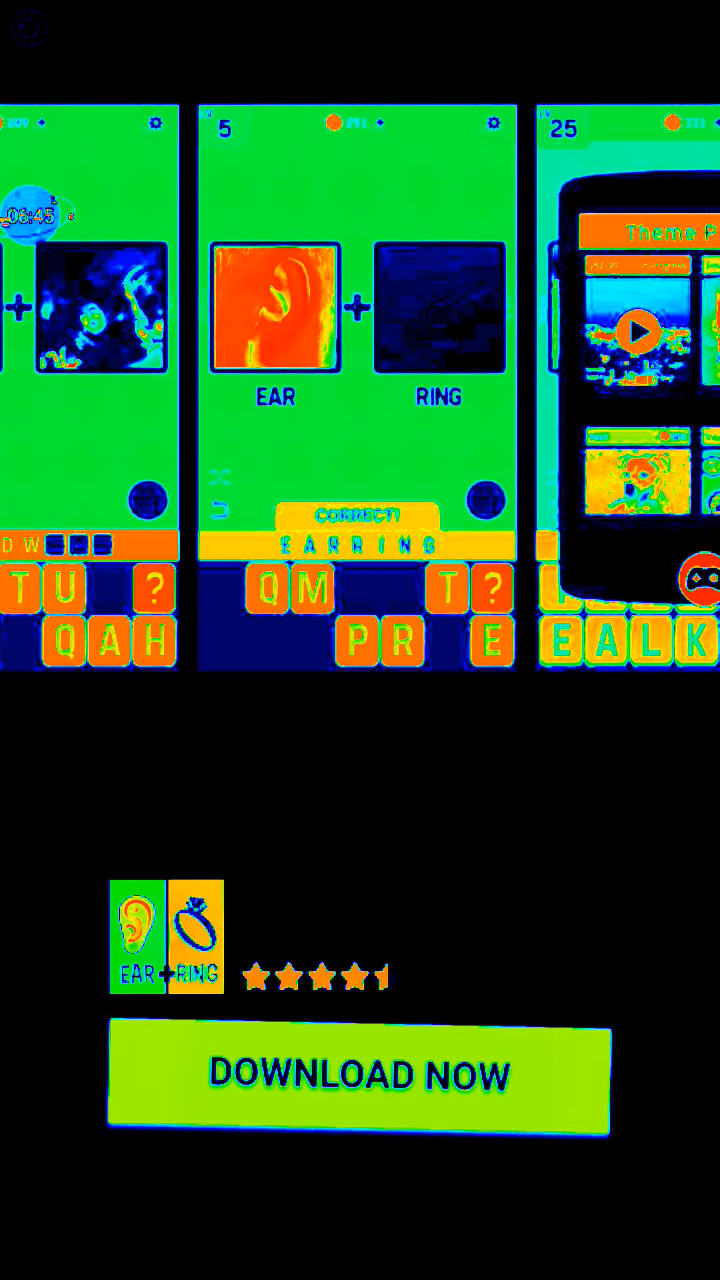 5
25
06:45
Theme P
EAR RING
CORRECT!
D W
E A R R I N G
T U ?
Q M T ?
Q A H
P R E
E A L K
EAR+RING
DOWNLOAD NOW